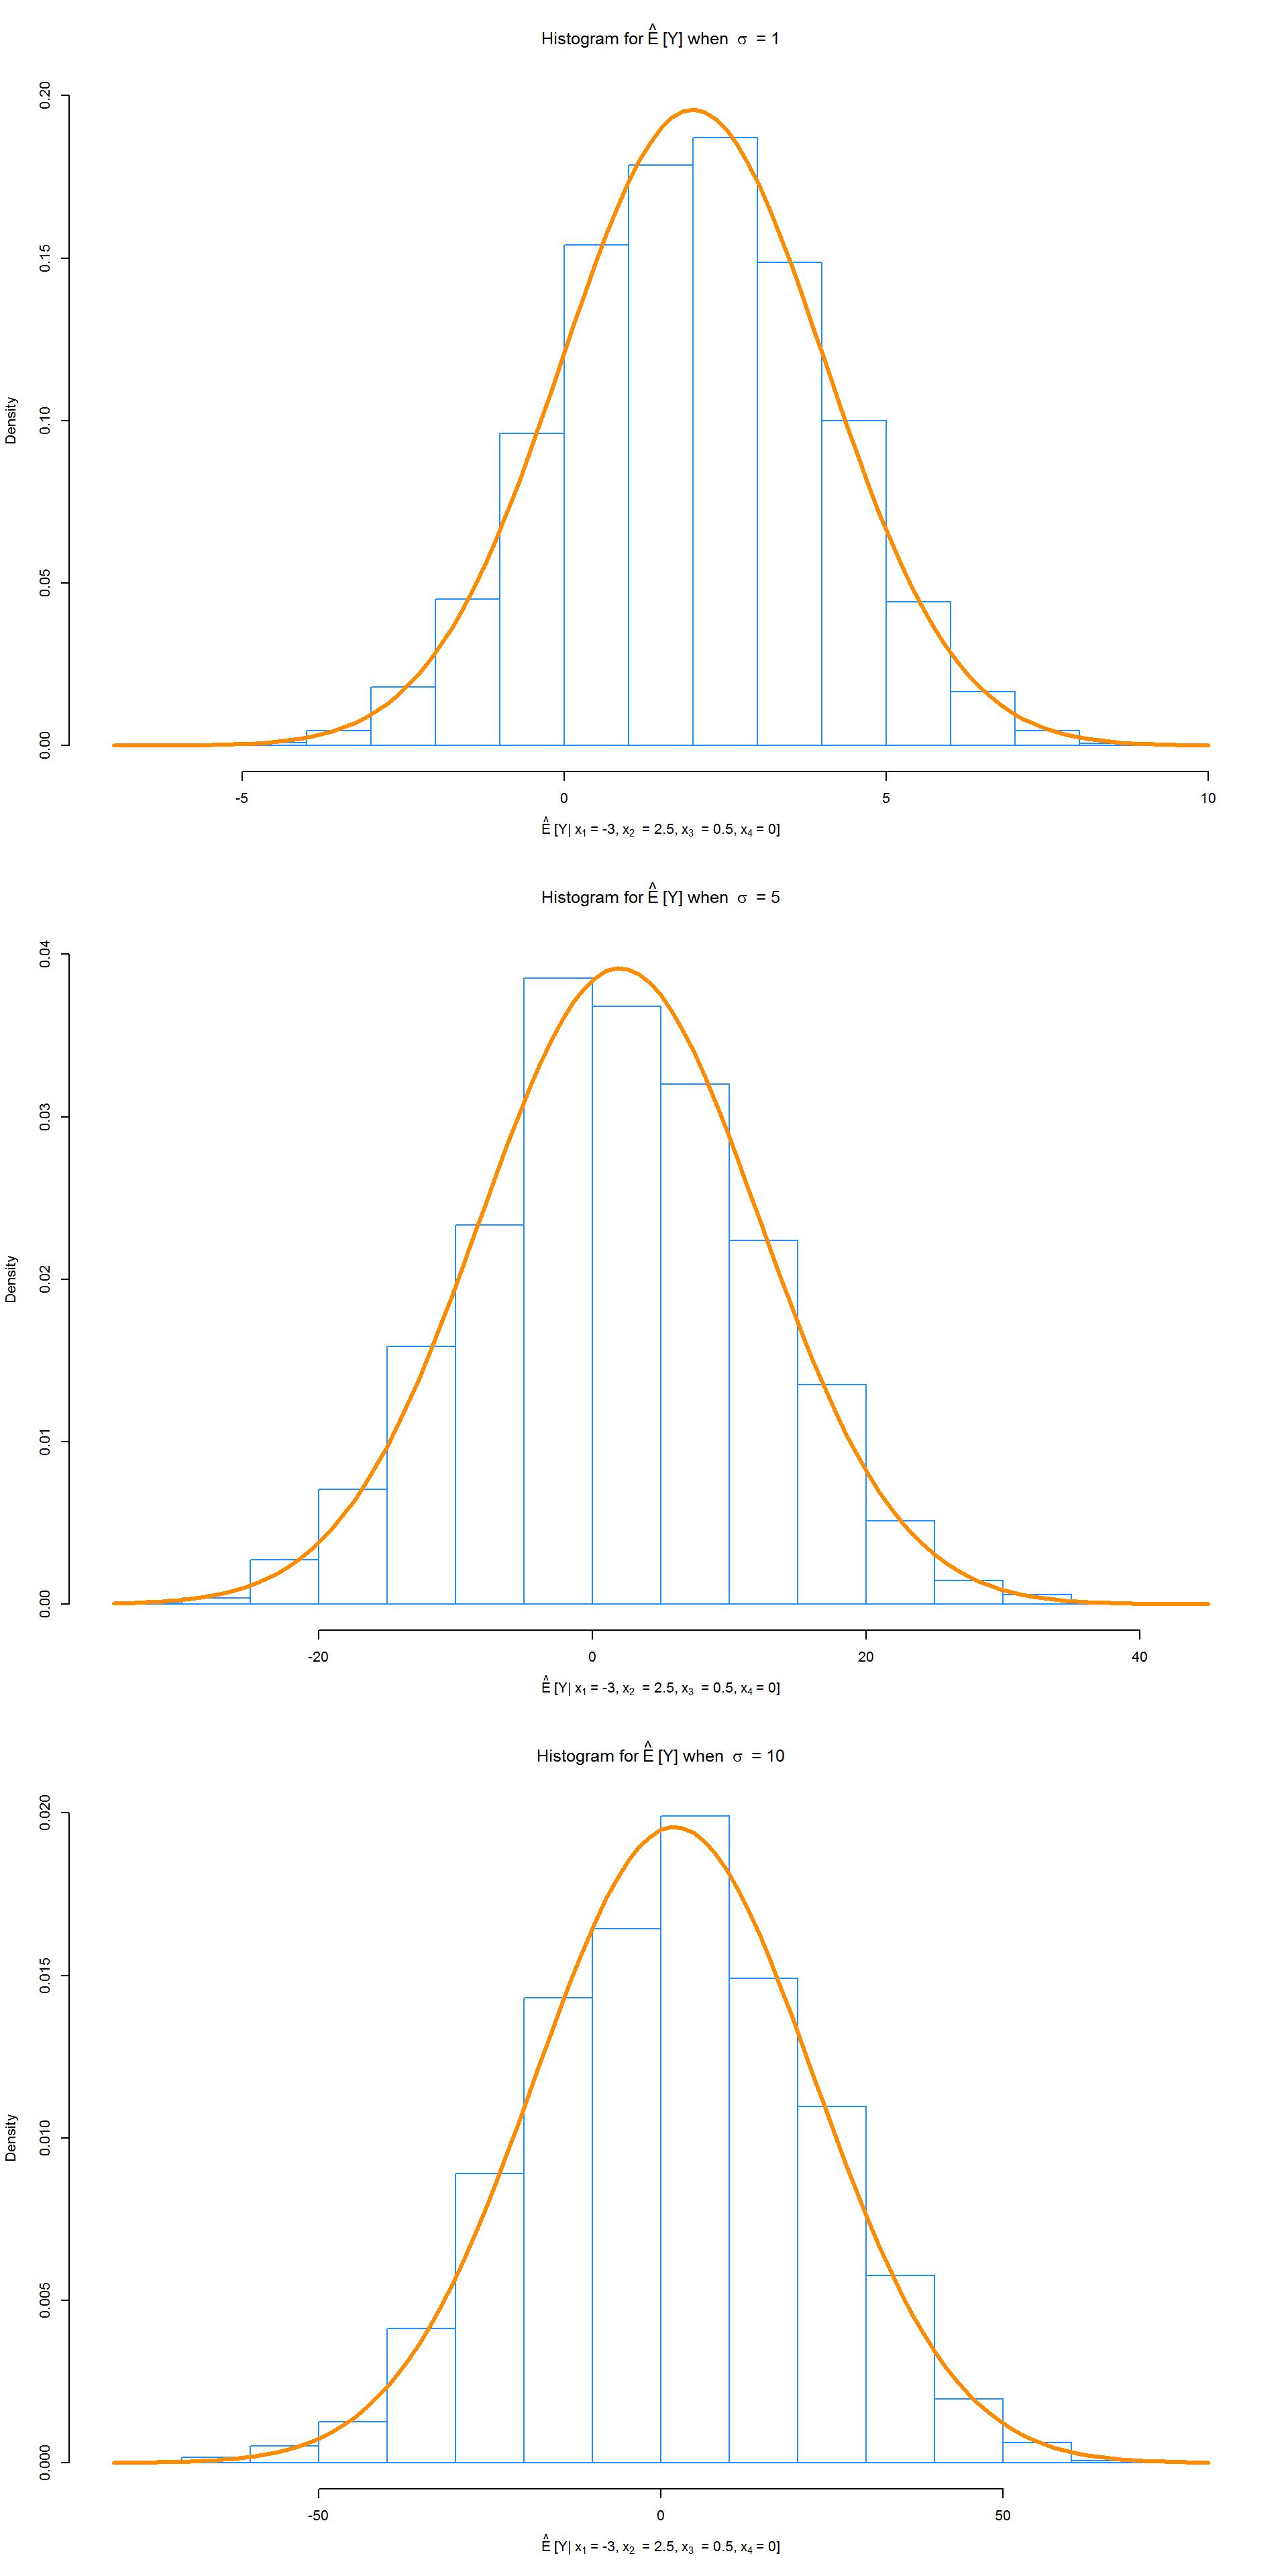 Histogram for Ê [Y] when σ = 1
0.20
0.15
0.10
0.05
0.00
Density
-5 0 5 10
Ê [Y| x₁ = -3, x₂ = 2.5, x₃ = 0.5, x₄ = 0]
Histogram for Ê [Y] when σ = 5
0.04
0.03
0.02
0.01
0.00
Density
-20 0 20 40
Ê [Y| x₁ = -3, x₂ = 2.5, x₃ = 0.5, x₄ = 0]
Histogram for Ê [Y] when σ = 10
0.020
0.015
0.010
0.005
0.000
Density
-50 0 50
Ê [Y| x₁ = -3, x₂ = 2.5, x₃ = 0.5, x₄ = 0]